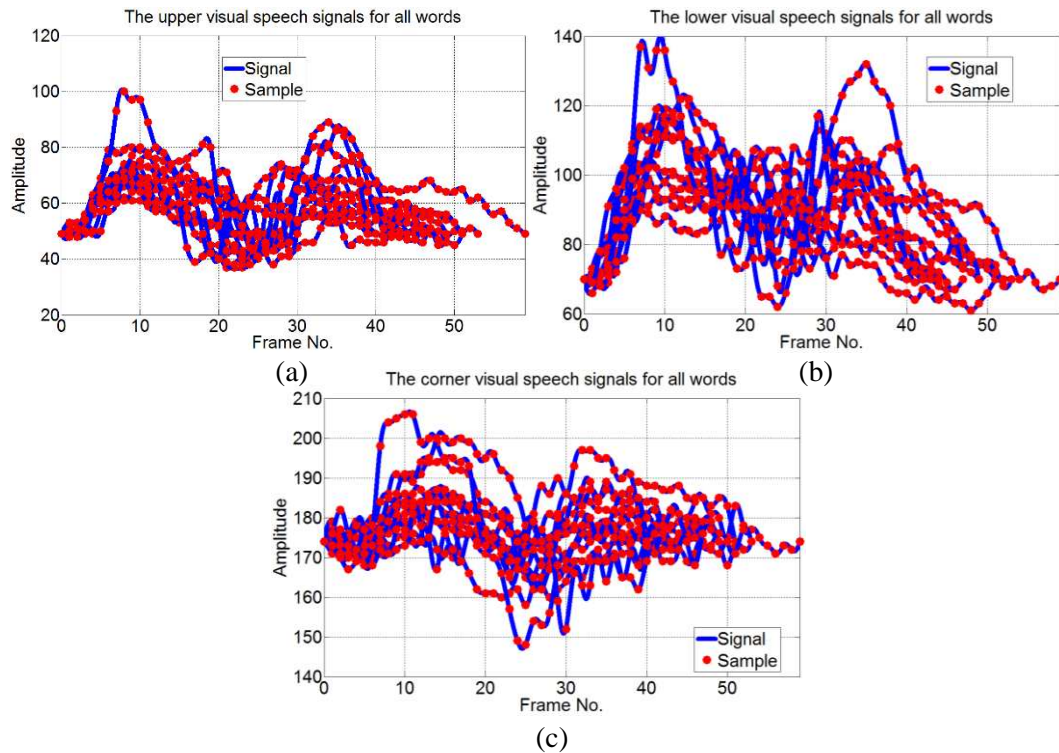 The upper visual speech signals for all words
120
100
80
60
40
20
Amplitude
Signal
Sample
0 10 20 30 40 50
Frame No.
(a)
The lower visual speech signals for all words
140
120
100
80
60
Amplitude
Signal
Sample
0 10 20 30 40 50
Frame No.
(b)
The corner visual speech signals for all words
210
200
190
180
170
160
150
140
Amplitude
Signal
Sample
0 10 20 30 40 50
Frame No.
(c)